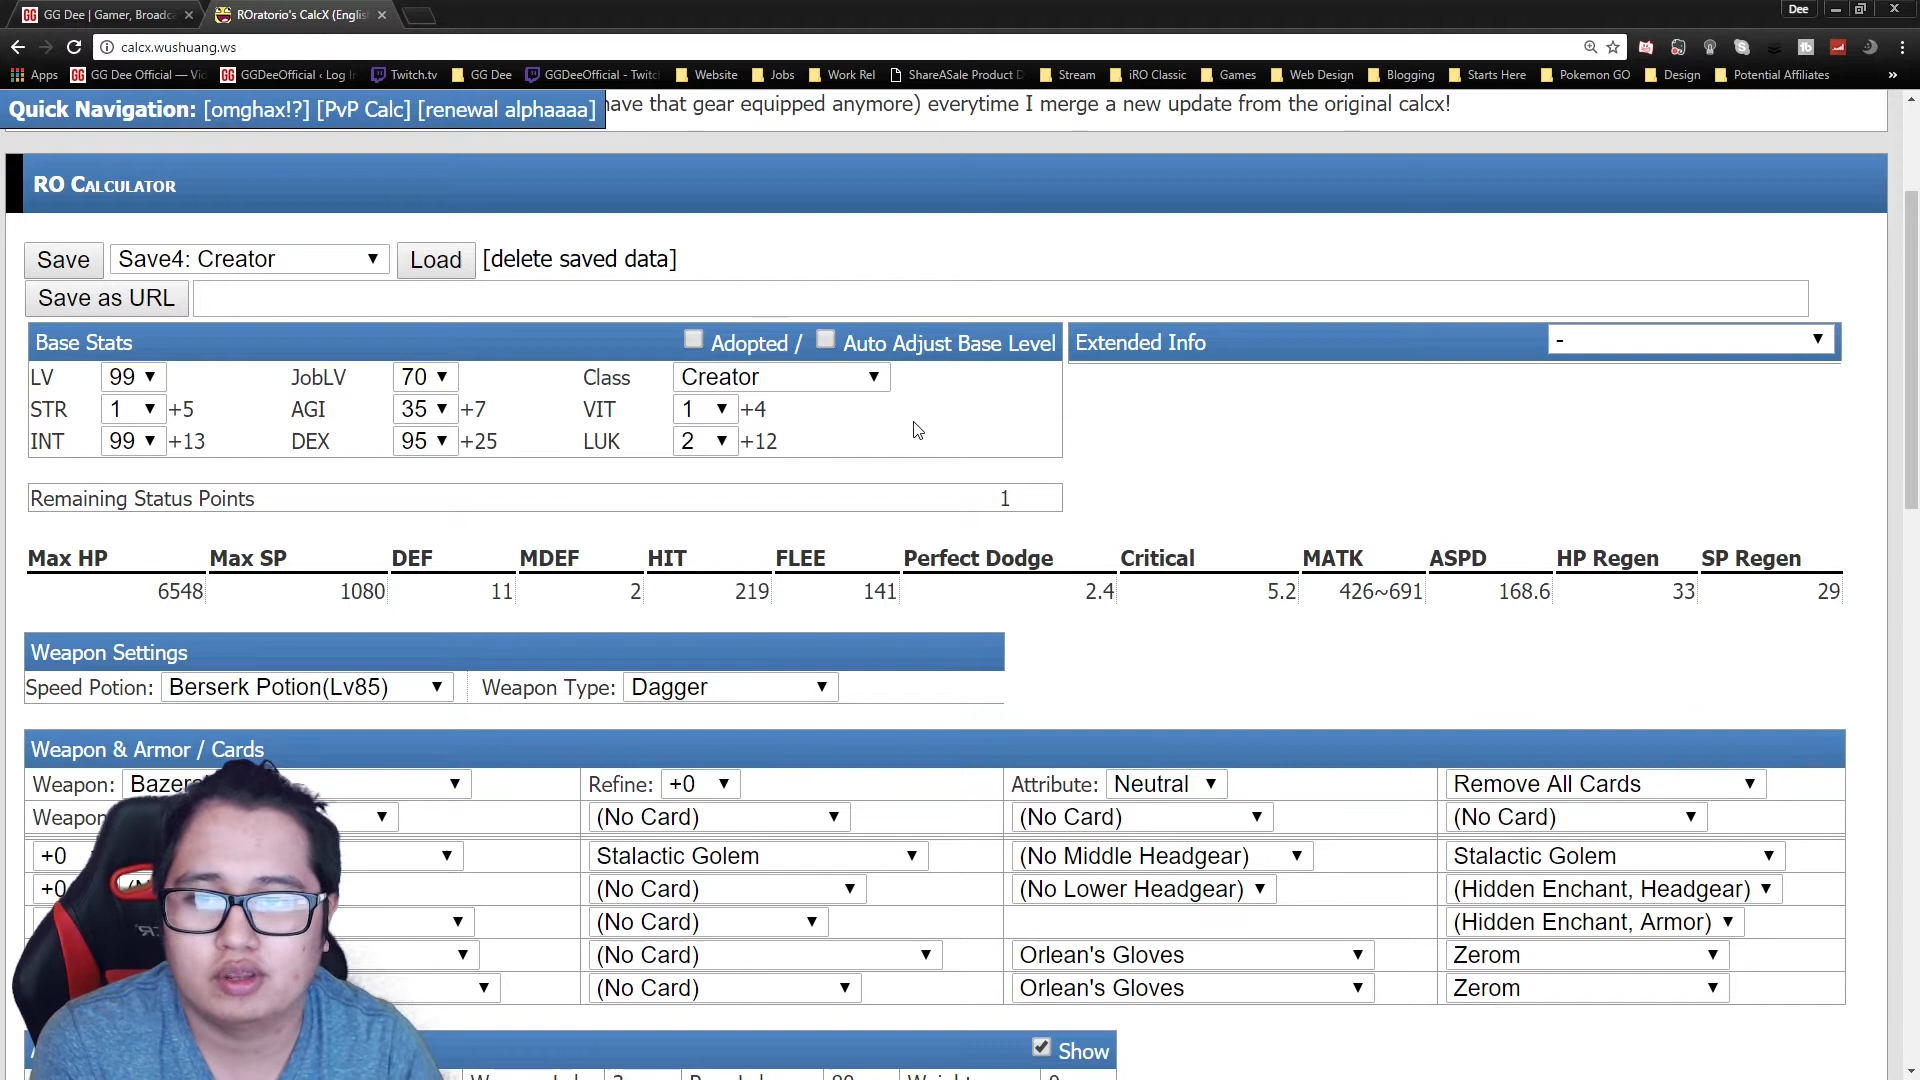 GG Dee | Gamer, Broadca
ROratorio's CalcX (Englis
Dee
calcx.wushuang.ws
Apps
GG Dee Official — Vi
GGDeeOfficial ‹ Log I
Twitch.tv
GG Dee
GGDeeOfficial - Twitc
Website
Jobs
Work Rel
ShareASale Product D
Stream
iRO Classic
Games
Web Design
Blogging
Starts Here
Pokemon GO
Design
Potential Affiliates
»
Quick Navigation: [omghax!?] [PvP Calc] [renewal alphaaaa]
have that gear equipped anymore) everytime I merge a new update from the original calcx!
RO Calculator
Save Save4: Creator Load [delete saved data]
Save as URL
Base Stats Adopted / Auto Adjust Base Level
Extended Info -
LV 99 JobLV 70 Class Creator
STR 1 +5 AGI 35 +7 VIT 1 +4
INT 99 +13 DEX 95 +25 LUK 2 +12
Remaining Status Points 1
Max HP Max SP DEF MDEF HIT FLEE Perfect Dodge Critical MATK ASPD HP Regen SP Regen
6548 1080 11 2 219 141 2.4 5.2 426~691 168.6 33 29
Weapon Settings
Speed Potion: Berserk Potion(Lv85) Weapon Type: Dagger
Weapon & Armor / Cards
Weapon: Bazer Refine: +0 Attribute: Neutral Remove All Cards
Weapon (No Card) (No Card) (No Card)
+0 Stalactic Golem (No Middle Headgear) Stalactic Golem
+0 (No Card) (No Lower Headgear) (Hidden Enchant, Headgear)
(No Card) (Hidden Enchant, Armor)
(No Card) Orlean's Gloves Zerom
(No Card) Orlean's Gloves Zerom
Show